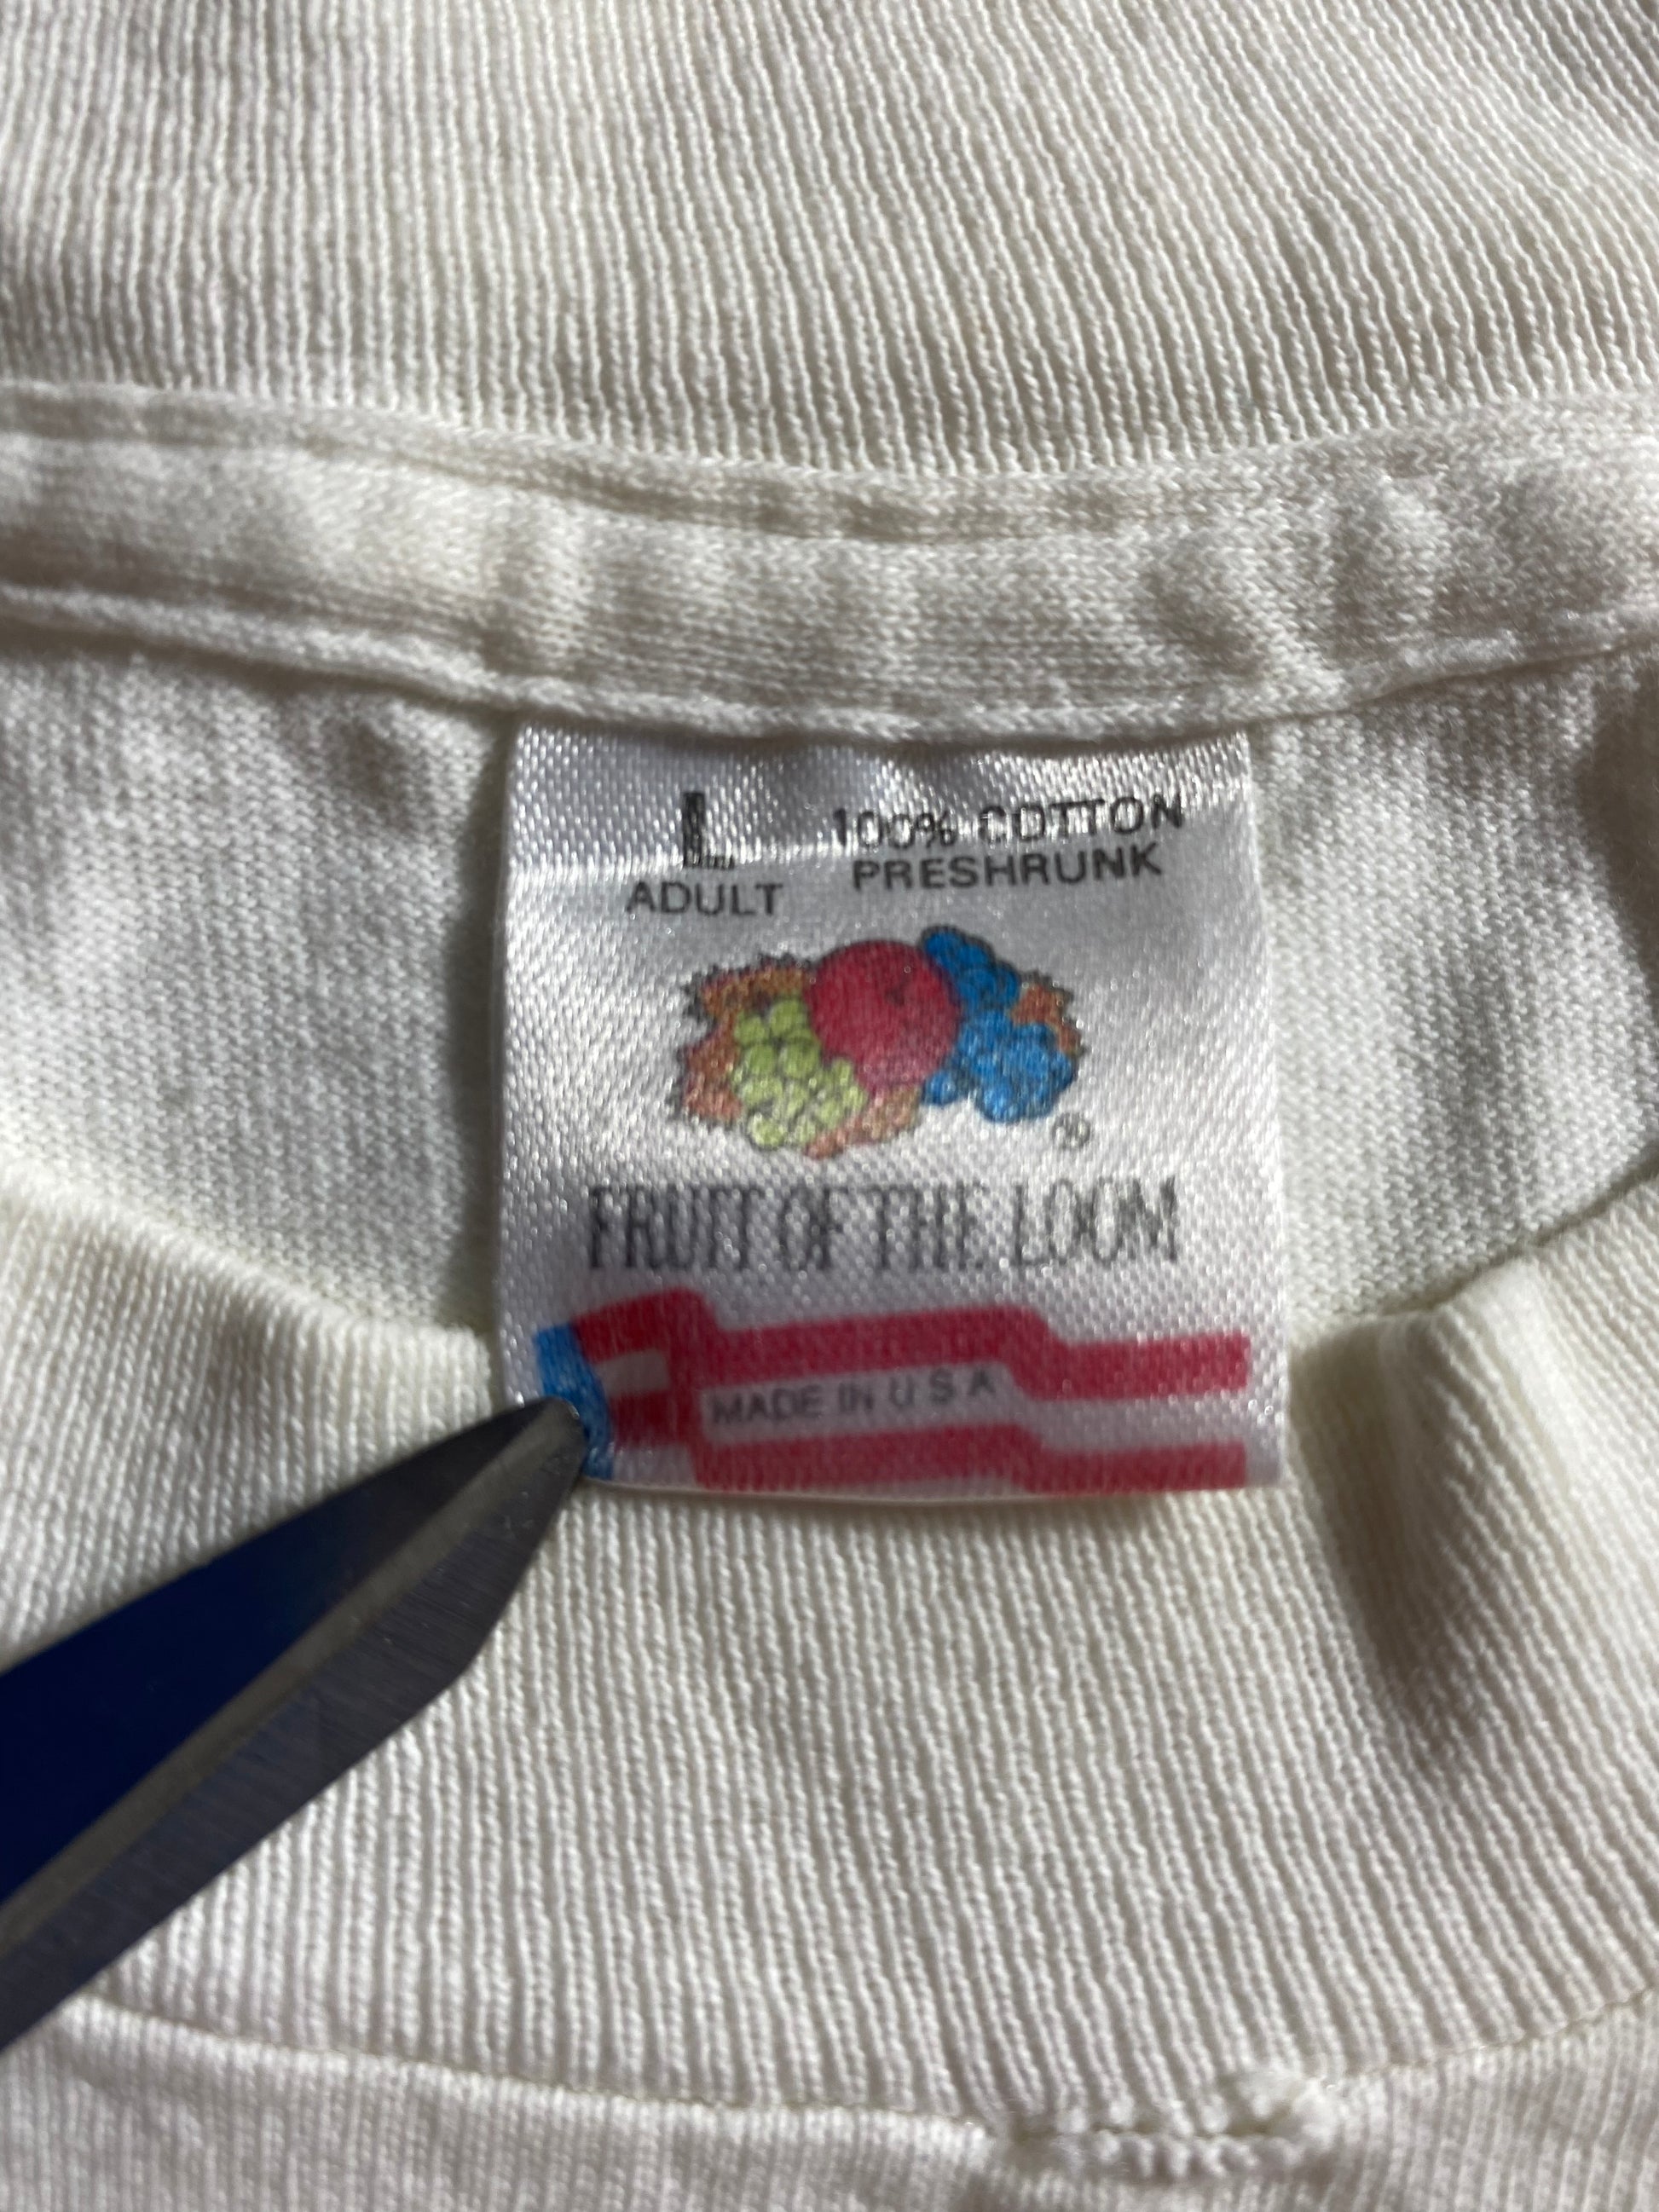 L 100% COTTON
ADULT PRESHRUNK
®
FRUIT OF THE LOOM
MADE IN U S A